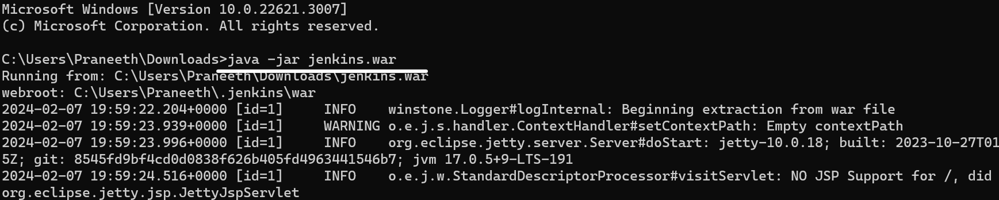 Microsoft Windows [Version 10.0.22621.3007]
(c) Microsoft Corporation. All rights reserved.
C:\Users\Praneeth\Downloads>java -jar jenkins.war
Running from: C:\Users\Praneeth\Downloads\jenkins.war
webroot: C:\Users\Praneeth\.jenkins\war
2024-02-07 19:59:22.204+0000 [id=1]     INFO    winstone.Logger#logInternal: Beginning extraction from war file
2024-02-07 19:59:23.939+0000 [id=1]     WARNING o.e.j.s.handler.ContextHandler#setContextPath: Empty contextPath
2024-02-07 19:59:23.996+0000 [id=1]     INFO    org.eclipse.jetty.server.Server#doStart: jetty-10.0.18; built: 2023-10-27T01
5Z; git: 8545fd9bf4cd0d0838f626b405fd4963441546b7; jvm 17.0.5+9-LTS-191
2024-02-07 19:59:24.516+0000 [id=1]     INFO    o.e.j.w.StandardDescriptorProcessor#visitServlet: NO JSP Support for /, did
org.eclipse.jetty.jsp.JettyJspServlet